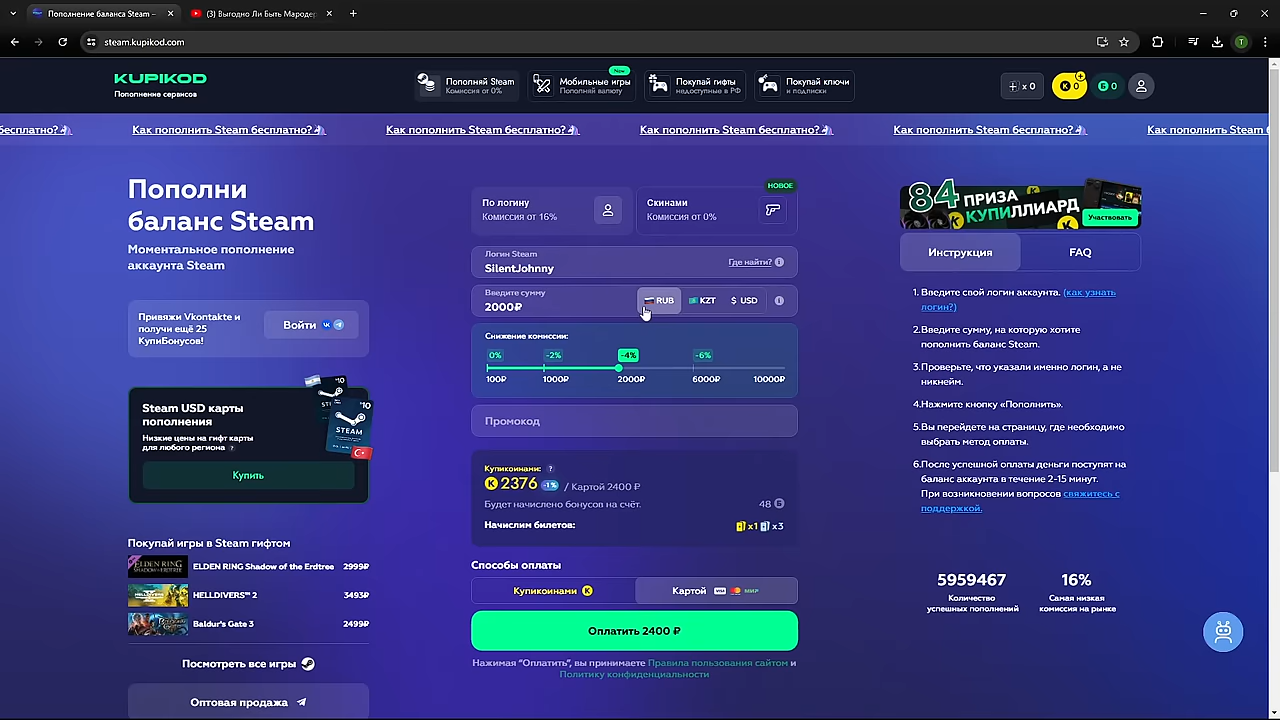 Пополнение баланса Steam –
(3) Выгодно Ли Быть Мародер
steam.kupikod.com
KUPIKOD
Пополнение сервисов
Пополняй Steam
Комиссия от 0%
New
Мобильные игры
Пополняй валюту
Покупай гифты
недоступные в РФ
Покупай ключи
и подписки
x 0
К 0
Б 0
бесплатно?
Как пополнить Steam бесплатно?
Как пополнить Steam бесплатно?
Как пополнить Steam бесплатно?
Как пополнить Steam бесплатно?
Как пополнить Steam
Пополни
баланс Steam
Моментальное пополнение
аккаунта Steam
Привяжи Vkontakte и
получи ещё 25
КупиБонусов!
Войти
Steam USD карты
пополнения
Низкие цены на гифт карты
для любого региона ?
STEAM
10
Купить
Покупай игры в Steam гифтом
ELDEN RING
ELDEN RING Shadow of the Erdtree 2999₽
HELLDIVERS™ 2 3493₽
Baldur's Gate 3 2499₽
Посмотреть все игры
Оптовая продажа
По логину
Комиссия от 16%
НОВОЕ
Скинами
Комиссия от 0%
Логин Steam
SilentJohnny
Где найти?
Введите сумму
2000₽
RUB
KZT
$ USD
Снижение комиссии:
0% -2% -4% -6%
100₽ 1000₽ 2000₽ 6000₽ 10000₽
Промокод
Купикоинами: ?
К 2376 -1% / Картой 2400 ₽
Будет начислено бонусов на счёт. 48 Б
Начислим билетов: x1 x3
Способы оплаты
Купикоинами К
Картой VISA МИР
Оплатить 2400 ₽
Нажимая “Оплатить”, вы принимаете Правила пользования сайтом и
Политику конфиденциальности
84 ПРИЗА
КУПИЛЛИАРД
Участвовать
Инструкция
FAQ
1. Введите свой логин аккаунта. (как узнать
логин?)
2. Введите сумму, на которую хотите
пополнить баланс Steam.
3. Проверьте, что указали именно логин, а не
никнейм.
4. Нажмите кнопку «Пополнить».
5. Вы перейдете на страницу, где необходимо
выбрать метод оплаты.
6. После успешной оплаты деньги поступят на
баланс аккаунта в течение 2-15 минут.
При возникновении вопросов свяжитесь с
поддержкой.
5959467
Количество
успешных пополнений
16%
Самая низкая
комиссия на рынке